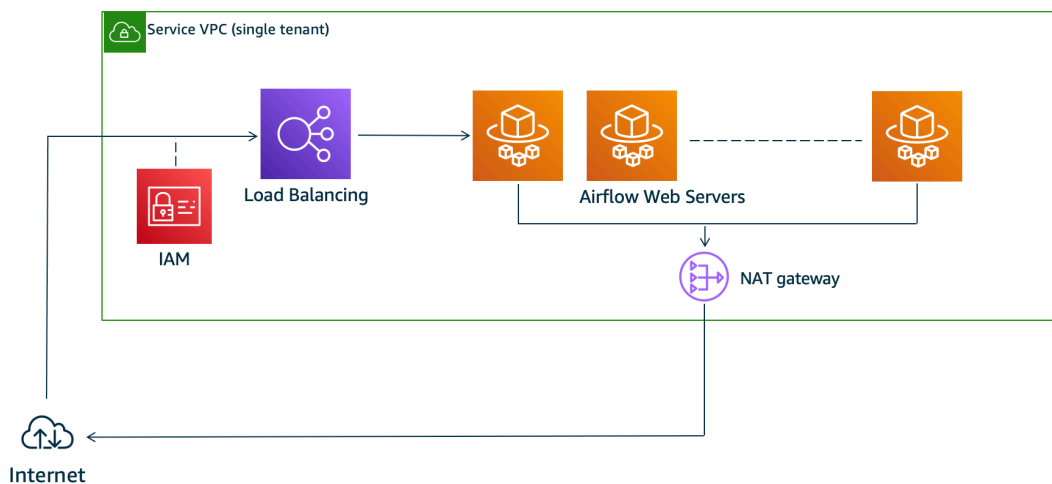 Service VPC (single tenant)
Load Balancing
Airflow Web Servers
IAM
NAT gateway
Internet